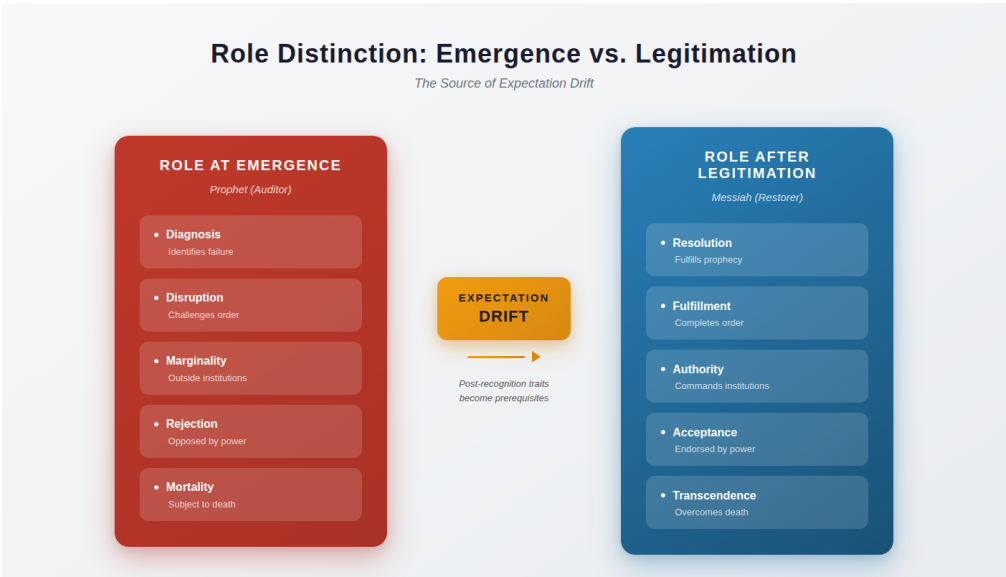 Role Distinction: Emergence vs. Legitimation
The Source of Expectation Drift
ROLE AT EMERGENCE
Prophet (Auditor)
• Diagnosis
Identifies failure
• Disruption
Challenges order
• Marginality
Outside institutions
• Rejection
Opposed by power
• Mortality
Subject to death
EXPECTATION
DRIFT
Post-recognition traits
become prerequisites
ROLE AFTER
LEGITIMATION
Messiah (Restorer)
• Resolution
Fulfills prophecy
• Fulfillment
Completes order
• Authority
Commands institutions
• Acceptance
Endorsed by power
• Transcendence
Overcomes death